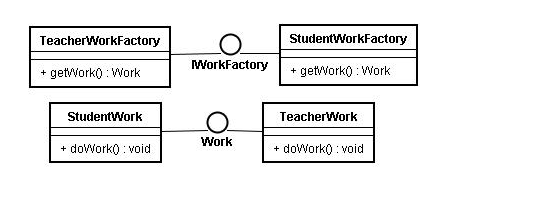 TeacherWorkFactory
+ getWork() : Work
IWorkFactory
StudentWorkFactory
+ getWork() : Work
StudentWork
+ doWork() : void
Work
TeacherWork
+ doWork() : void